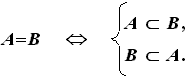 A=B ⇔ { A ⊂ B,
B ⊂ A.